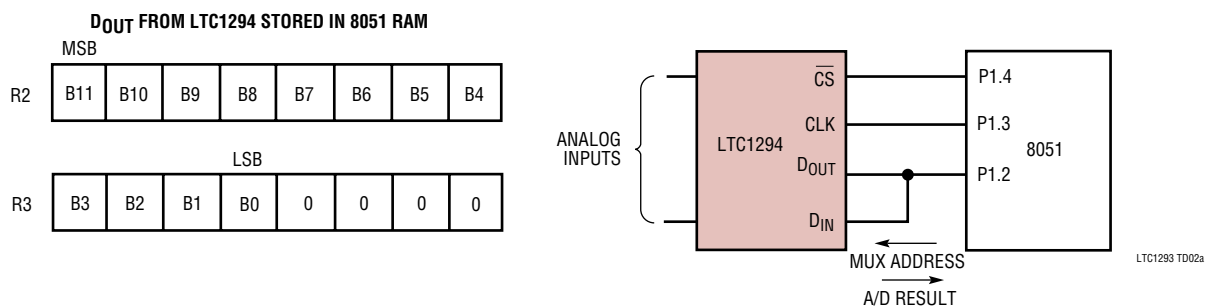 DOUT FROM LTC1294 STORED IN 8051 RAM
MSB
R2 B11 B10 B9 B8 B7 B6 B5 B4
LSB
R3 B3 B2 B1 B0 0 0 0 0
ANALOG
INPUTS
LTC1294
CS
CLK
DOUT
DIN
P1.4
P1.3
P1.2
8051
MUX ADDRESS
A/D RESULT
LTC1293 TD02a